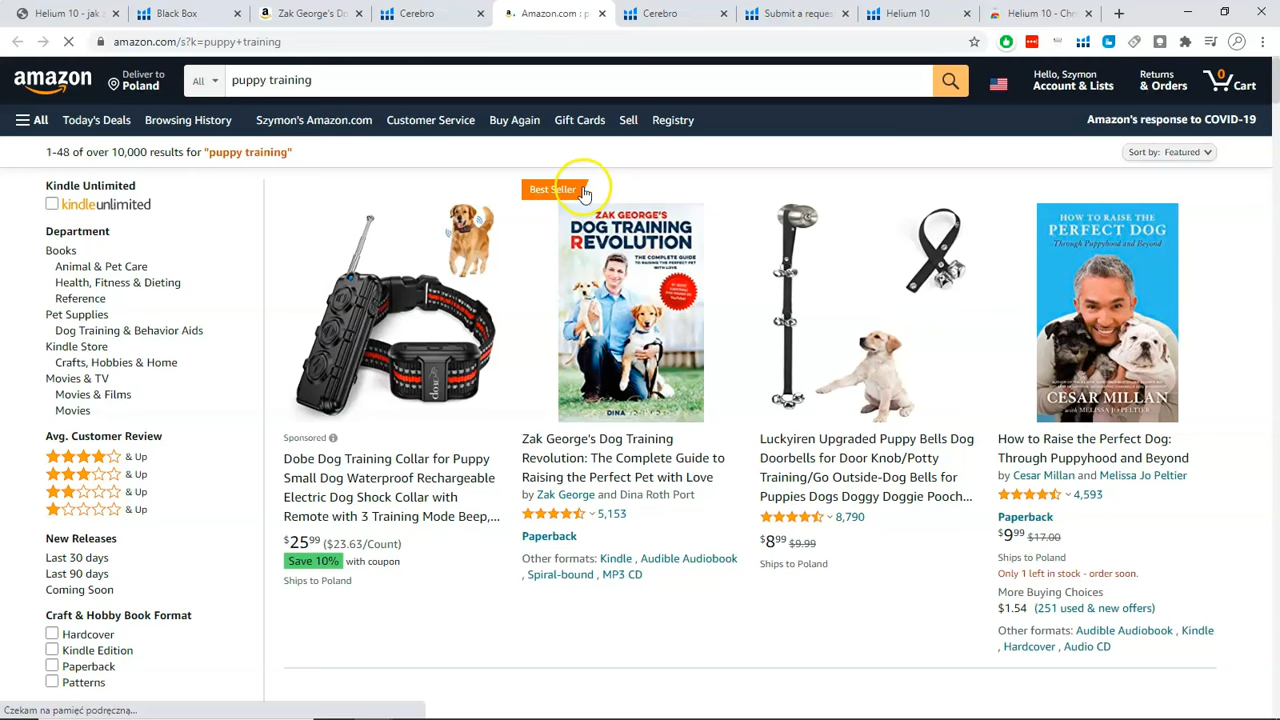 Helium 10 - jak z
Black Box
Zak George's Do
Cerebro
Amazon.com : p
Cerebro
Submit a reques
Helium 10
Helium 10 - Chr
amazon.com/s?k=puppy+training
amazon
Deliver to
Poland
All
puppy training
Hello, Szymon
Account & Lists
Returns
& Orders
0
Cart
All
Today's Deals
Browsing History
Szymon's Amazon.com
Customer Service
Buy Again
Gift Cards
Sell
Registry
Amazon's response to COVID-19
1-48 of over 10,000 results for "puppy training"
Sort by: Featured
Kindle Unlimited
kindleunlimited
Department
Books
Animal & Pet Care
Health, Fitness & Dieting
Reference
Pet Supplies
Dog Training & Behavior Aids
Kindle Store
Crafts, Hobbies & Home
Movies & TV
Movies & Films
Movies
Avg. Customer Review
& Up
& Up
& Up
& Up
New Releases
Last 30 days
Last 90 days
Coming Soon
Craft & Hobby Book Format
Hardcover
Kindle Edition
Paperback
Patterns
Sponsored
Dobe Dog Training Collar for Puppy
Small Dog Waterproof Rechargeable
Electric Dog Shock Collar with
Remote with 3 Training Mode Beep,...
$25.99 ($23.63/Count)
Save 10% with coupon
Ships to Poland
Best Seller
ZAK GEORGE'S
DOG TRAINING
REVOLUTION
THE COMPLETE GUIDE
TO RAISING THE PERFECT PET
WITH LOVE
DINA
Zak George's Dog Training
Revolution: The Complete Guide to
Raising the Perfect Pet with Love
by Zak George and Dina Roth Port
5,153
Paperback
Other formats: Kindle , Audible Audiobook
, Spiral-bound , MP3 CD
Luckyiren Upgraded Puppy Bells Dog
Doorbells for Door Knob/Potty
Training/Go Outside-Dog Bells for
Puppies Dogs Doggy Doggie Pooch...
8,790
$8.99 $9.99
Ships to Poland
HOW TO RAISE THE
PERFECT DOG
Through Puppyhood and Beyond
CESAR MILLAN
with MELISSA JO PELTIER
How to Raise the Perfect Dog:
Through Puppyhood and Beyond
by Cesar Millan and Melissa Jo Peltier
4,593
Paperback
$9.99 $17.00
Ships to Poland
Only 1 left in stock - order soon.
More Buying Choices
$1.54 (251 used & new offers)
Other formats: Audible Audiobook , Kindle
, Hardcover , Audio CD
Czekam na pamięć podręczną...